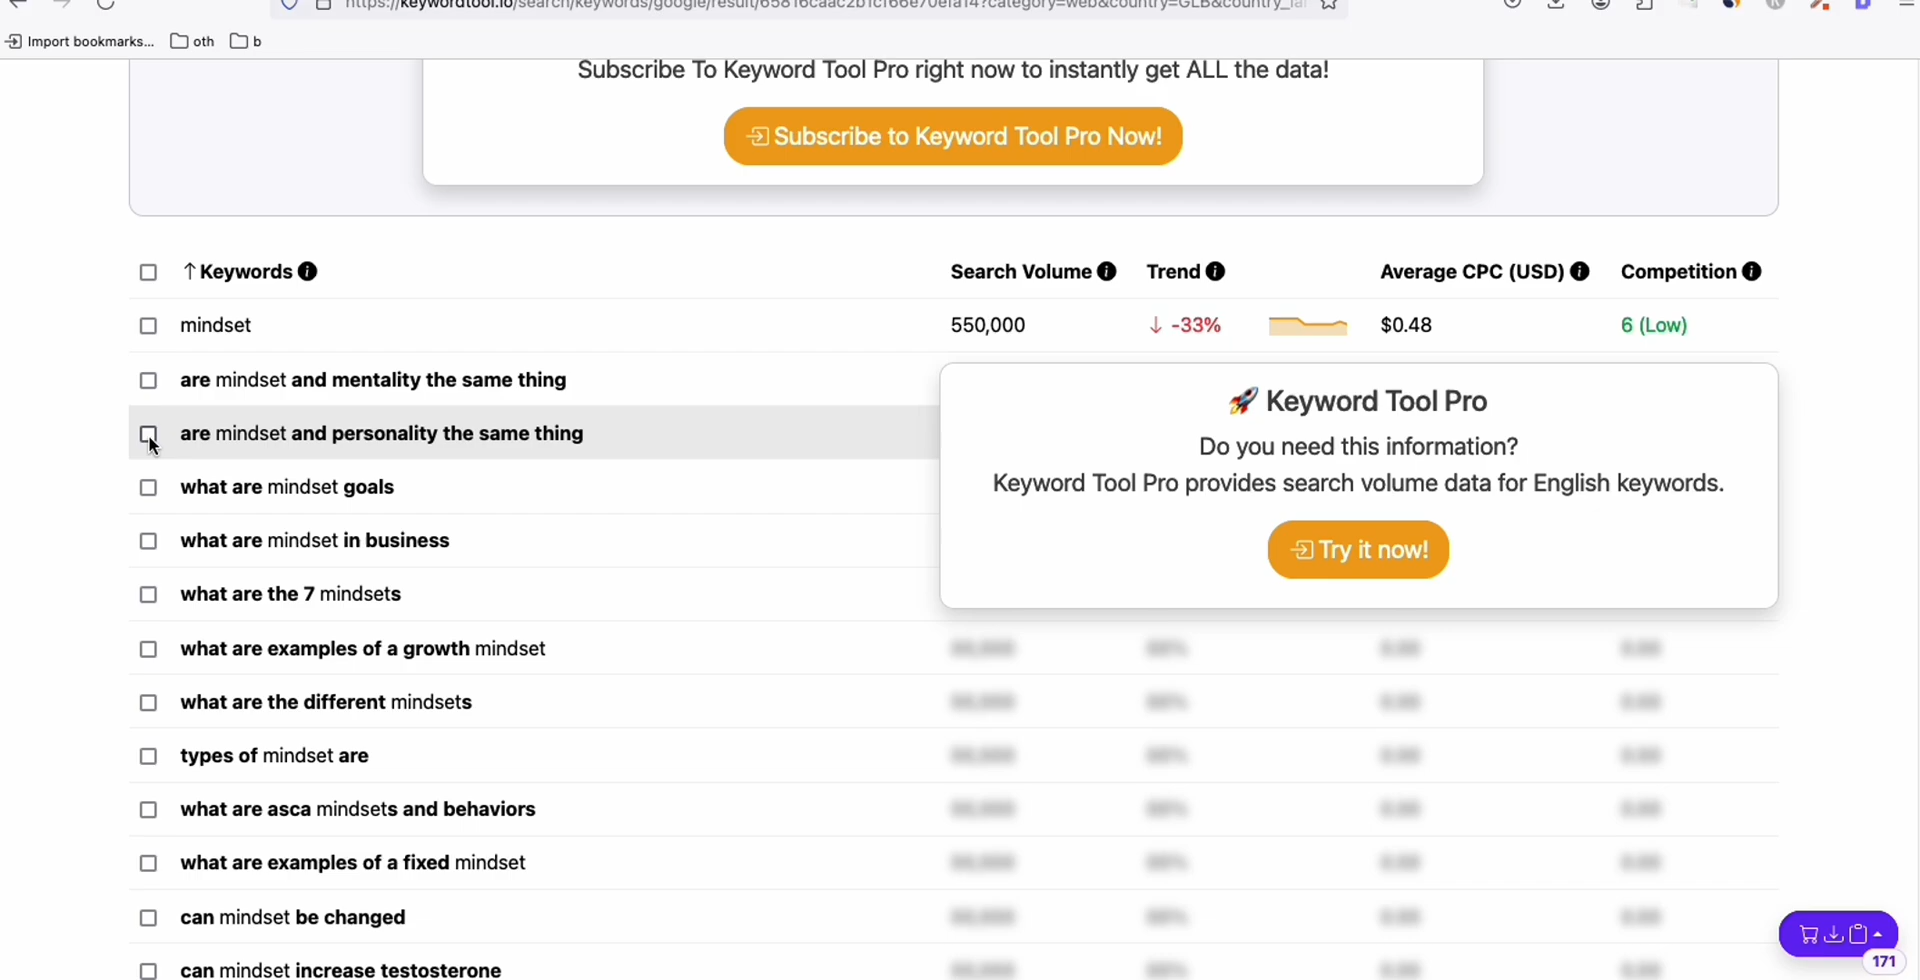 Import bookmarks...
oth
b
Subscribe To Keyword Tool Pro right now to instantly get ALL the data!
Subscribe to Keyword Tool Pro Now!
↑ Keywords
Search Volume
Trend
Average CPC (USD)
Competition
mindset
550,000
↓ -33%
$0.48
6 (Low)
are mindset and mentality the same thing
are mindset and personality the same thing
🚀 Keyword Tool Pro
Do you need this information?
Keyword Tool Pro provides search volume data for English keywords.
Try it now!
what are mindset goals
what are mindset in business
what are the 7 mindsets
what are examples of a growth mindset
what are the different mindsets
types of mindset are
what are asca mindsets and behaviors
what are examples of a fixed mindset
can mindset be changed
can mindset increase testosterone
171